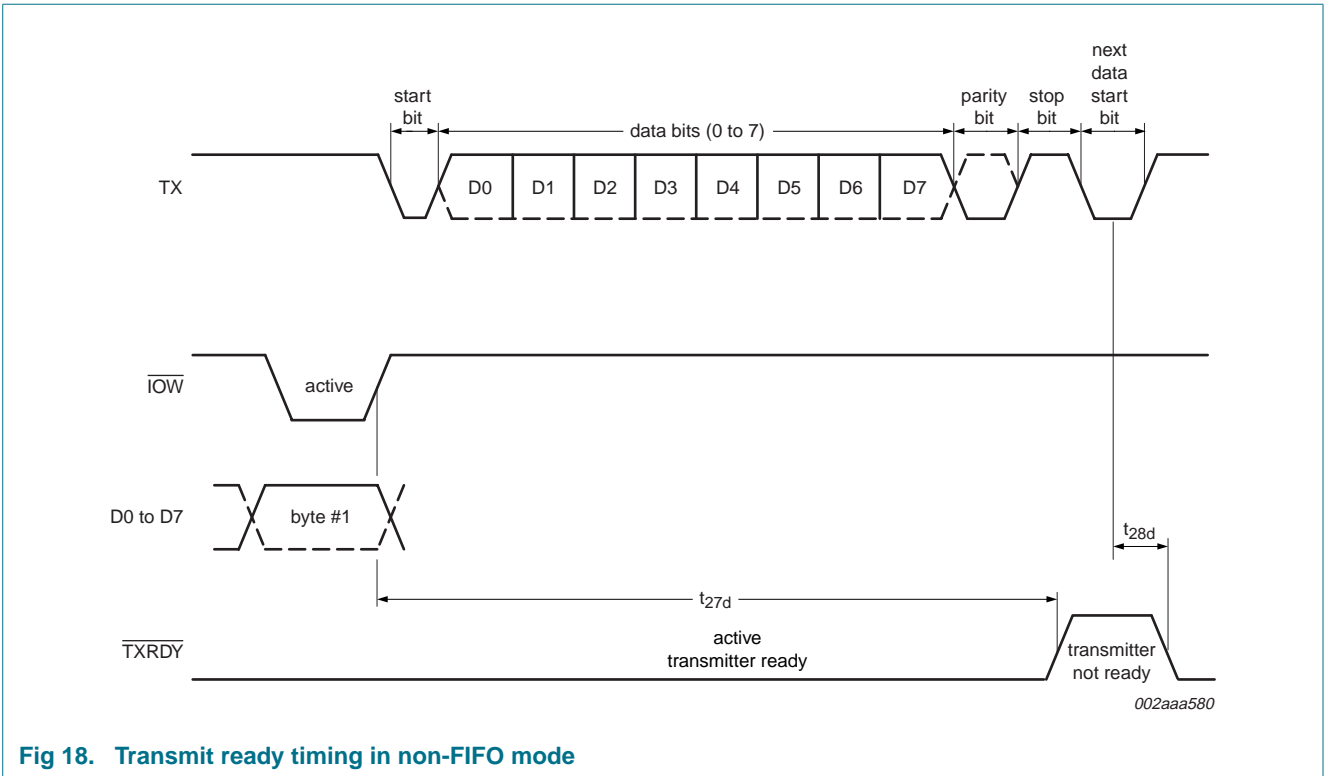 next
data
start
bit
start
bit
parity
bit
stop
bit
data bits (0 to 7)
TX
D0 D1 D2 D3 D4 D5 D6 D7
IOW
active
D0 to D7
byte #1
t28d
t27d
TXRDY
active
transmitter ready
transmitter
not ready
002aaa580
Fig 18. Transmit ready timing in non-FIFO mode